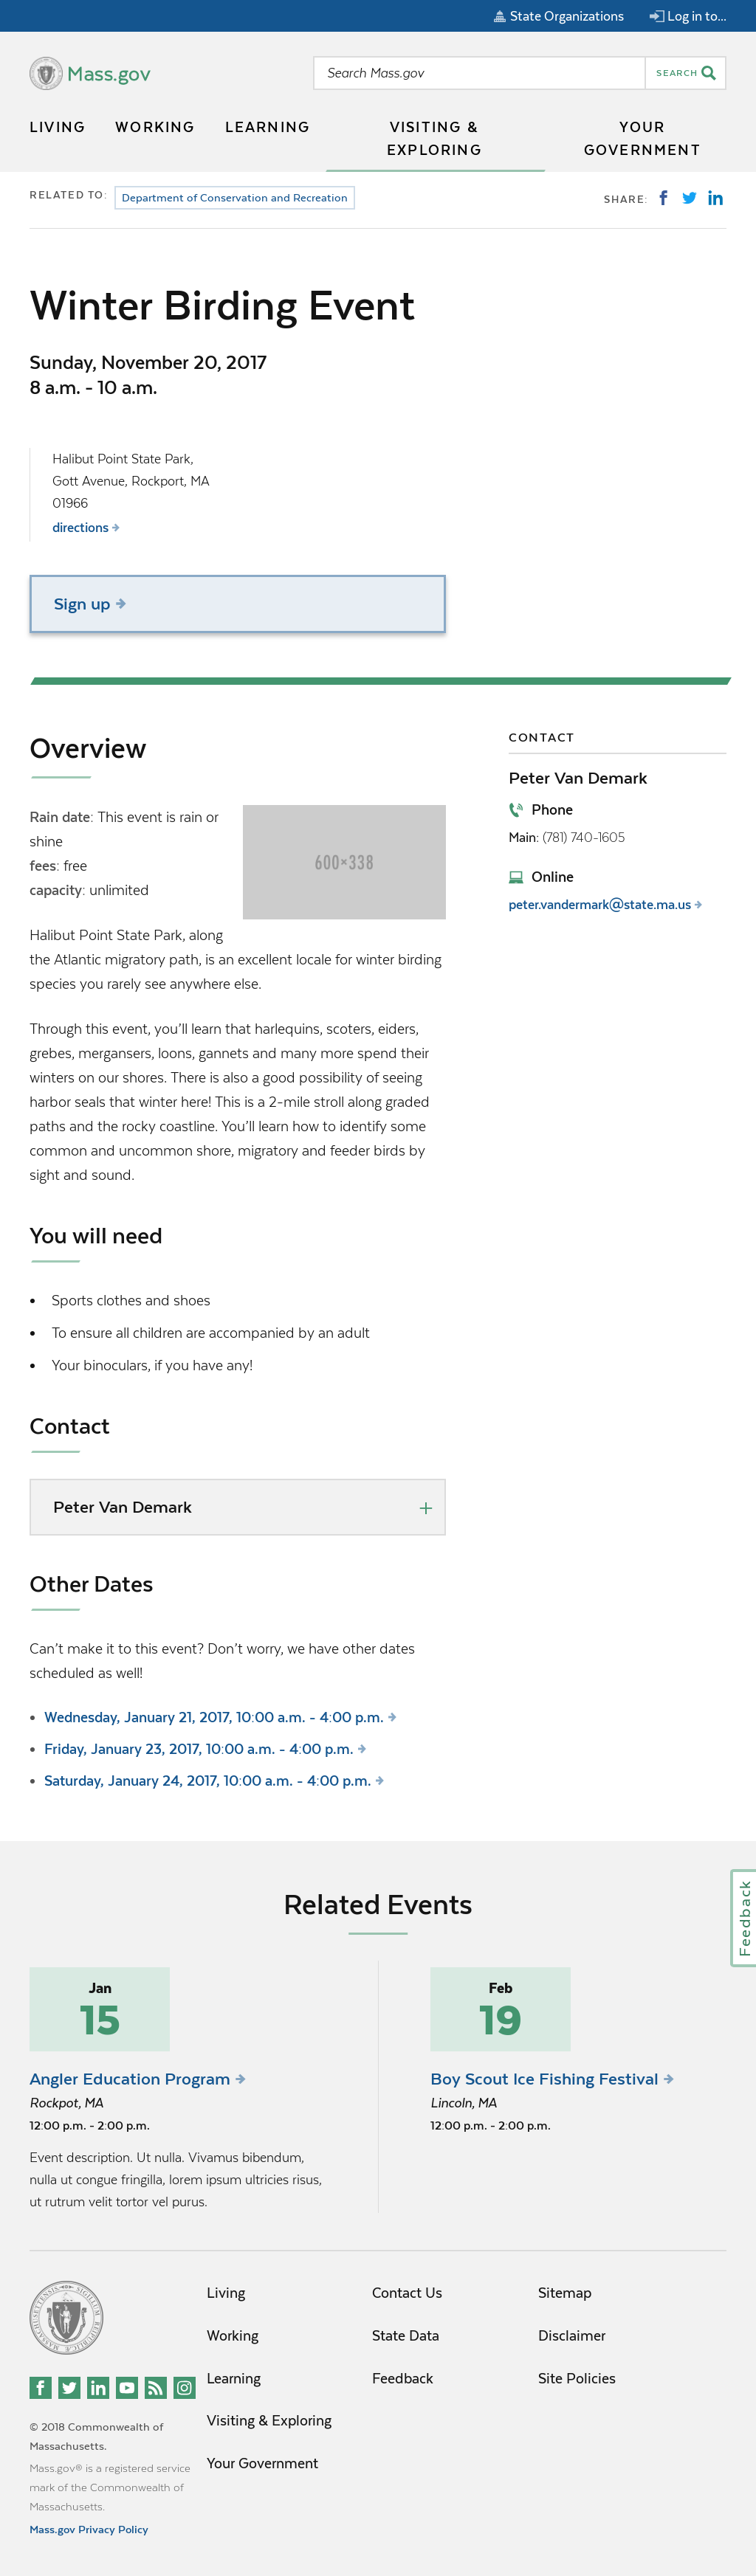 State Organizations
Log in to...
Mass.gov
Search Mass.gov
SEARCH
LIVING
WORKING
LEARNING
VISITING &
EXPLORING
YOUR
GOVERNMENT
RELATED TO:
Department of Conservation and Recreation
SHARE:
Winter Birding Event
Sunday, November 20, 2017
8 a.m. - 10 a.m.
Halibut Point State Park,
Gott Avenue, Rockport, MA
01966
directions
Sign up
Overview
Rain date: This event is rain or
shine
fees: free
capacity: unlimited
600×338
Halibut Point State Park, along
the Atlantic migratory path, is an excellent locale for winter birding
species you rarely see anywhere else.
Through this event, you’ll learn that harlequins, scoters, eiders,
grebes, mergansers, loons, gannets and many more spend their
winters on our shores. There is also a good possibility of seeing
harbor seals that winter here! This is a 2-mile stroll along graded
paths and the rocky coastline. You’ll learn how to identify some
common and uncommon shore, migratory and feeder birds by
sight and sound.
You will need
• Sports clothes and shoes
• To ensure all children are accompanied by an adult
• Your binoculars, if you have any!
Contact
Peter Van Demark
Other Dates
Can’t make it to this event? Don’t worry, we have other dates
scheduled as well!
• Wednesday, January 21, 2017, 10:00 a.m. - 4:00 p.m.
• Friday, January 23, 2017, 10:00 a.m. - 4:00 p.m.
• Saturday, January 24, 2017, 10:00 a.m. - 4:00 p.m.
CONTACT
Peter Van Demark
Phone
Main: (781) 740-1605
Online
peter.vandermark@state.ma.us
Feedback
Related Events
Jan
15
Angler Education Program
Rockpot, MA
12:00 p.m. - 2:00 p.m.
Event description. Ut nulla. Vivamus bibendum,
nulla ut congue fringilla, lorem ipsum ultricies risus,
ut rutrum velit tortor vel purus.
Feb
19
Boy Scout Ice Fishing Festival
Lincoln, MA
12:00 p.m. - 2:00 p.m.
Living
Working
Learning
Visiting & Exploring
Your Government
Contact Us
State Data
Feedback
Sitemap
Disclaimer
Site Policies
© 2018 Commonwealth of
Massachusetts.
Mass.gov® is a registered service
mark of the Commonwealth of
Massachusetts.
Mass.gov Privacy Policy